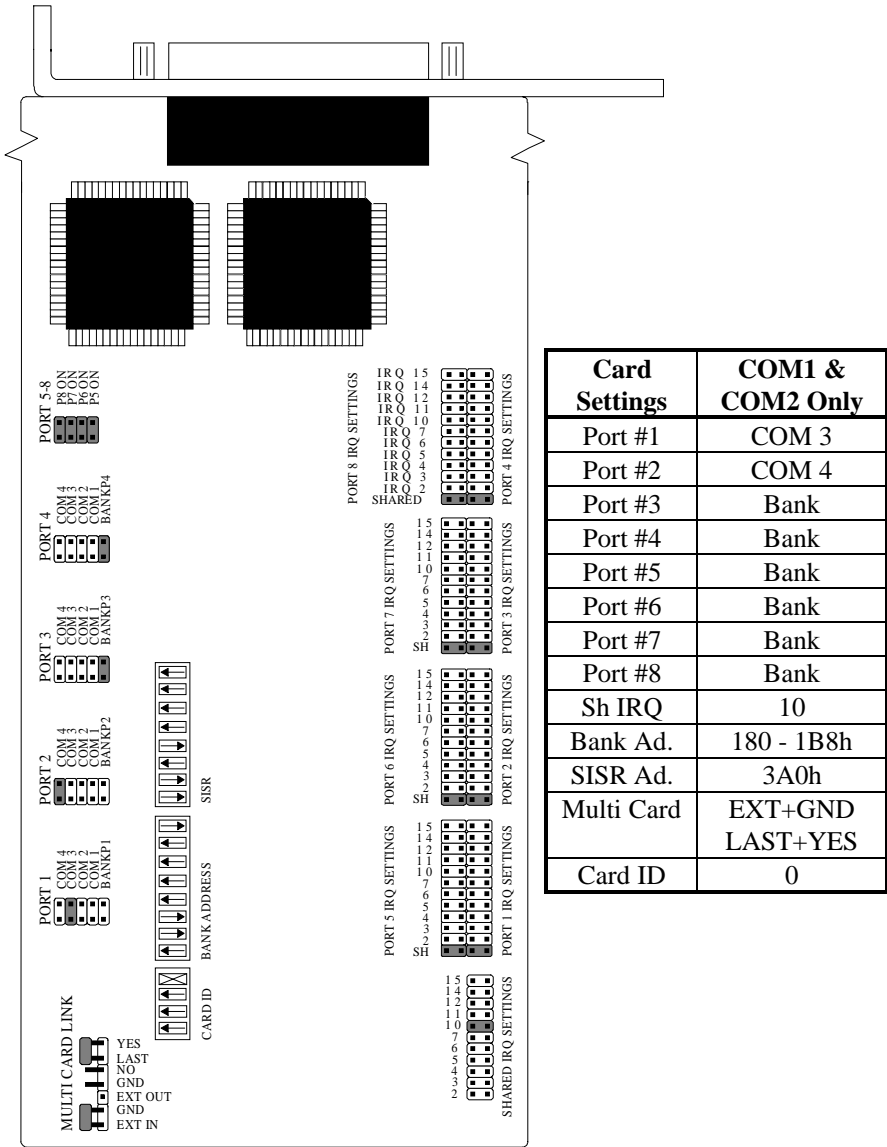 PORT 5-8
P8 ON
P7 ON
P6 ON
P5 ON
PORT 4
COM 4
COM 3
COM 2
COM 1
BANKP4
PORT 3
COM 4
COM 3
COM 2
COM 1
BANKP3
PORT 2
COM 4
COM 3
COM 2
COM 1
BANKP2
PORT 1
COM 4
COM 3
COM 2
COM 1
BANKP1
SISR
BANK ADDRESS
CARD ID
MULTI CARD LINK
YES
LAST
NO
GND
EXT OUT
GND
EXT IN
PORT 8 IRQ SETTINGS
IRQ 15
IRQ 14
IRQ 12
IRQ 11
IRQ 10
IRQ 7
IRQ 6
IRQ 5
IRQ 4
IRQ 3
IRQ 2
SHARED
PORT 4 IRQ SETTINGS
PORT 7 IRQ SETTINGS
15
14
12
11
10
7
6
5
4
3
2
SH
PORT 3 IRQ SETTINGS
PORT 6 IRQ SETTINGS
15
14
12
11
10
7
6
5
4
3
2
SH
PORT 2 IRQ SETTINGS
PORT 5 IRQ SETTINGS
15
14
12
11
10
7
6
5
4
3
2
SH
PORT 1 IRQ SETTINGS
15
14
12
11
10
7
6
5
4
3
2
SHARED IRQ SETTINGS
Card Settings COM1 & COM2 Only
Port #1 COM 3
Port #2 COM 4
Port #3 Bank
Port #4 Bank
Port #5 Bank
Port #6 Bank
Port #7 Bank
Port #8 Bank
Sh IRQ 10
Bank Ad. 180 - 1B8h
SISR Ad. 3A0h
Multi Card EXT+GND
LAST+YES
Card ID 0